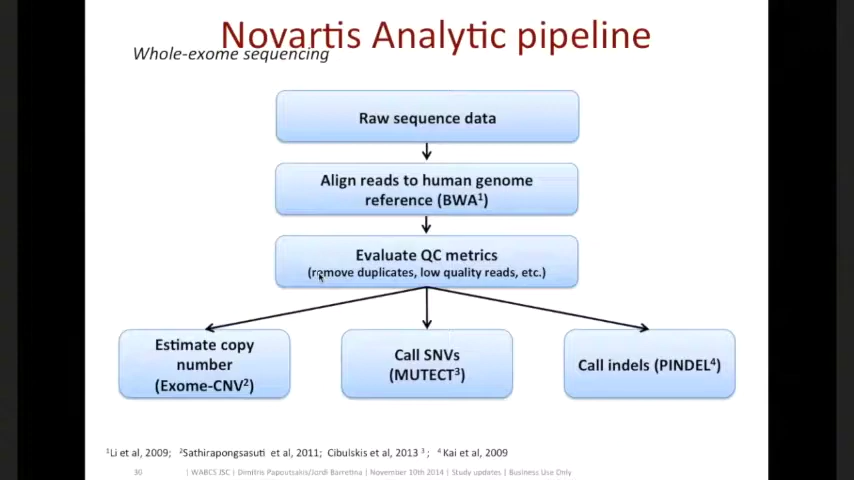 Novartis Analytic pipeline
Whole-exome sequencing
Raw sequence data
Align reads to human genome
reference (BWA¹)
Evaluate QC metrics
(remove duplicates, low quality reads, etc.)
Estimate copy
number
(Exome-CNV²)
Call SNVs
(MUTECT³)
Call indels (PINDEL⁴)
¹Li et al, 2009; ²Sathirapongsasuti et al, 2011; Cibulskis et al, 2013 ³ ; ⁴ Kai et al, 2009
30 | WABCS JSC | Dimitris Papoutsakis/Jordi Barretina | November 10th 2014 | Study updates | Business Use Only